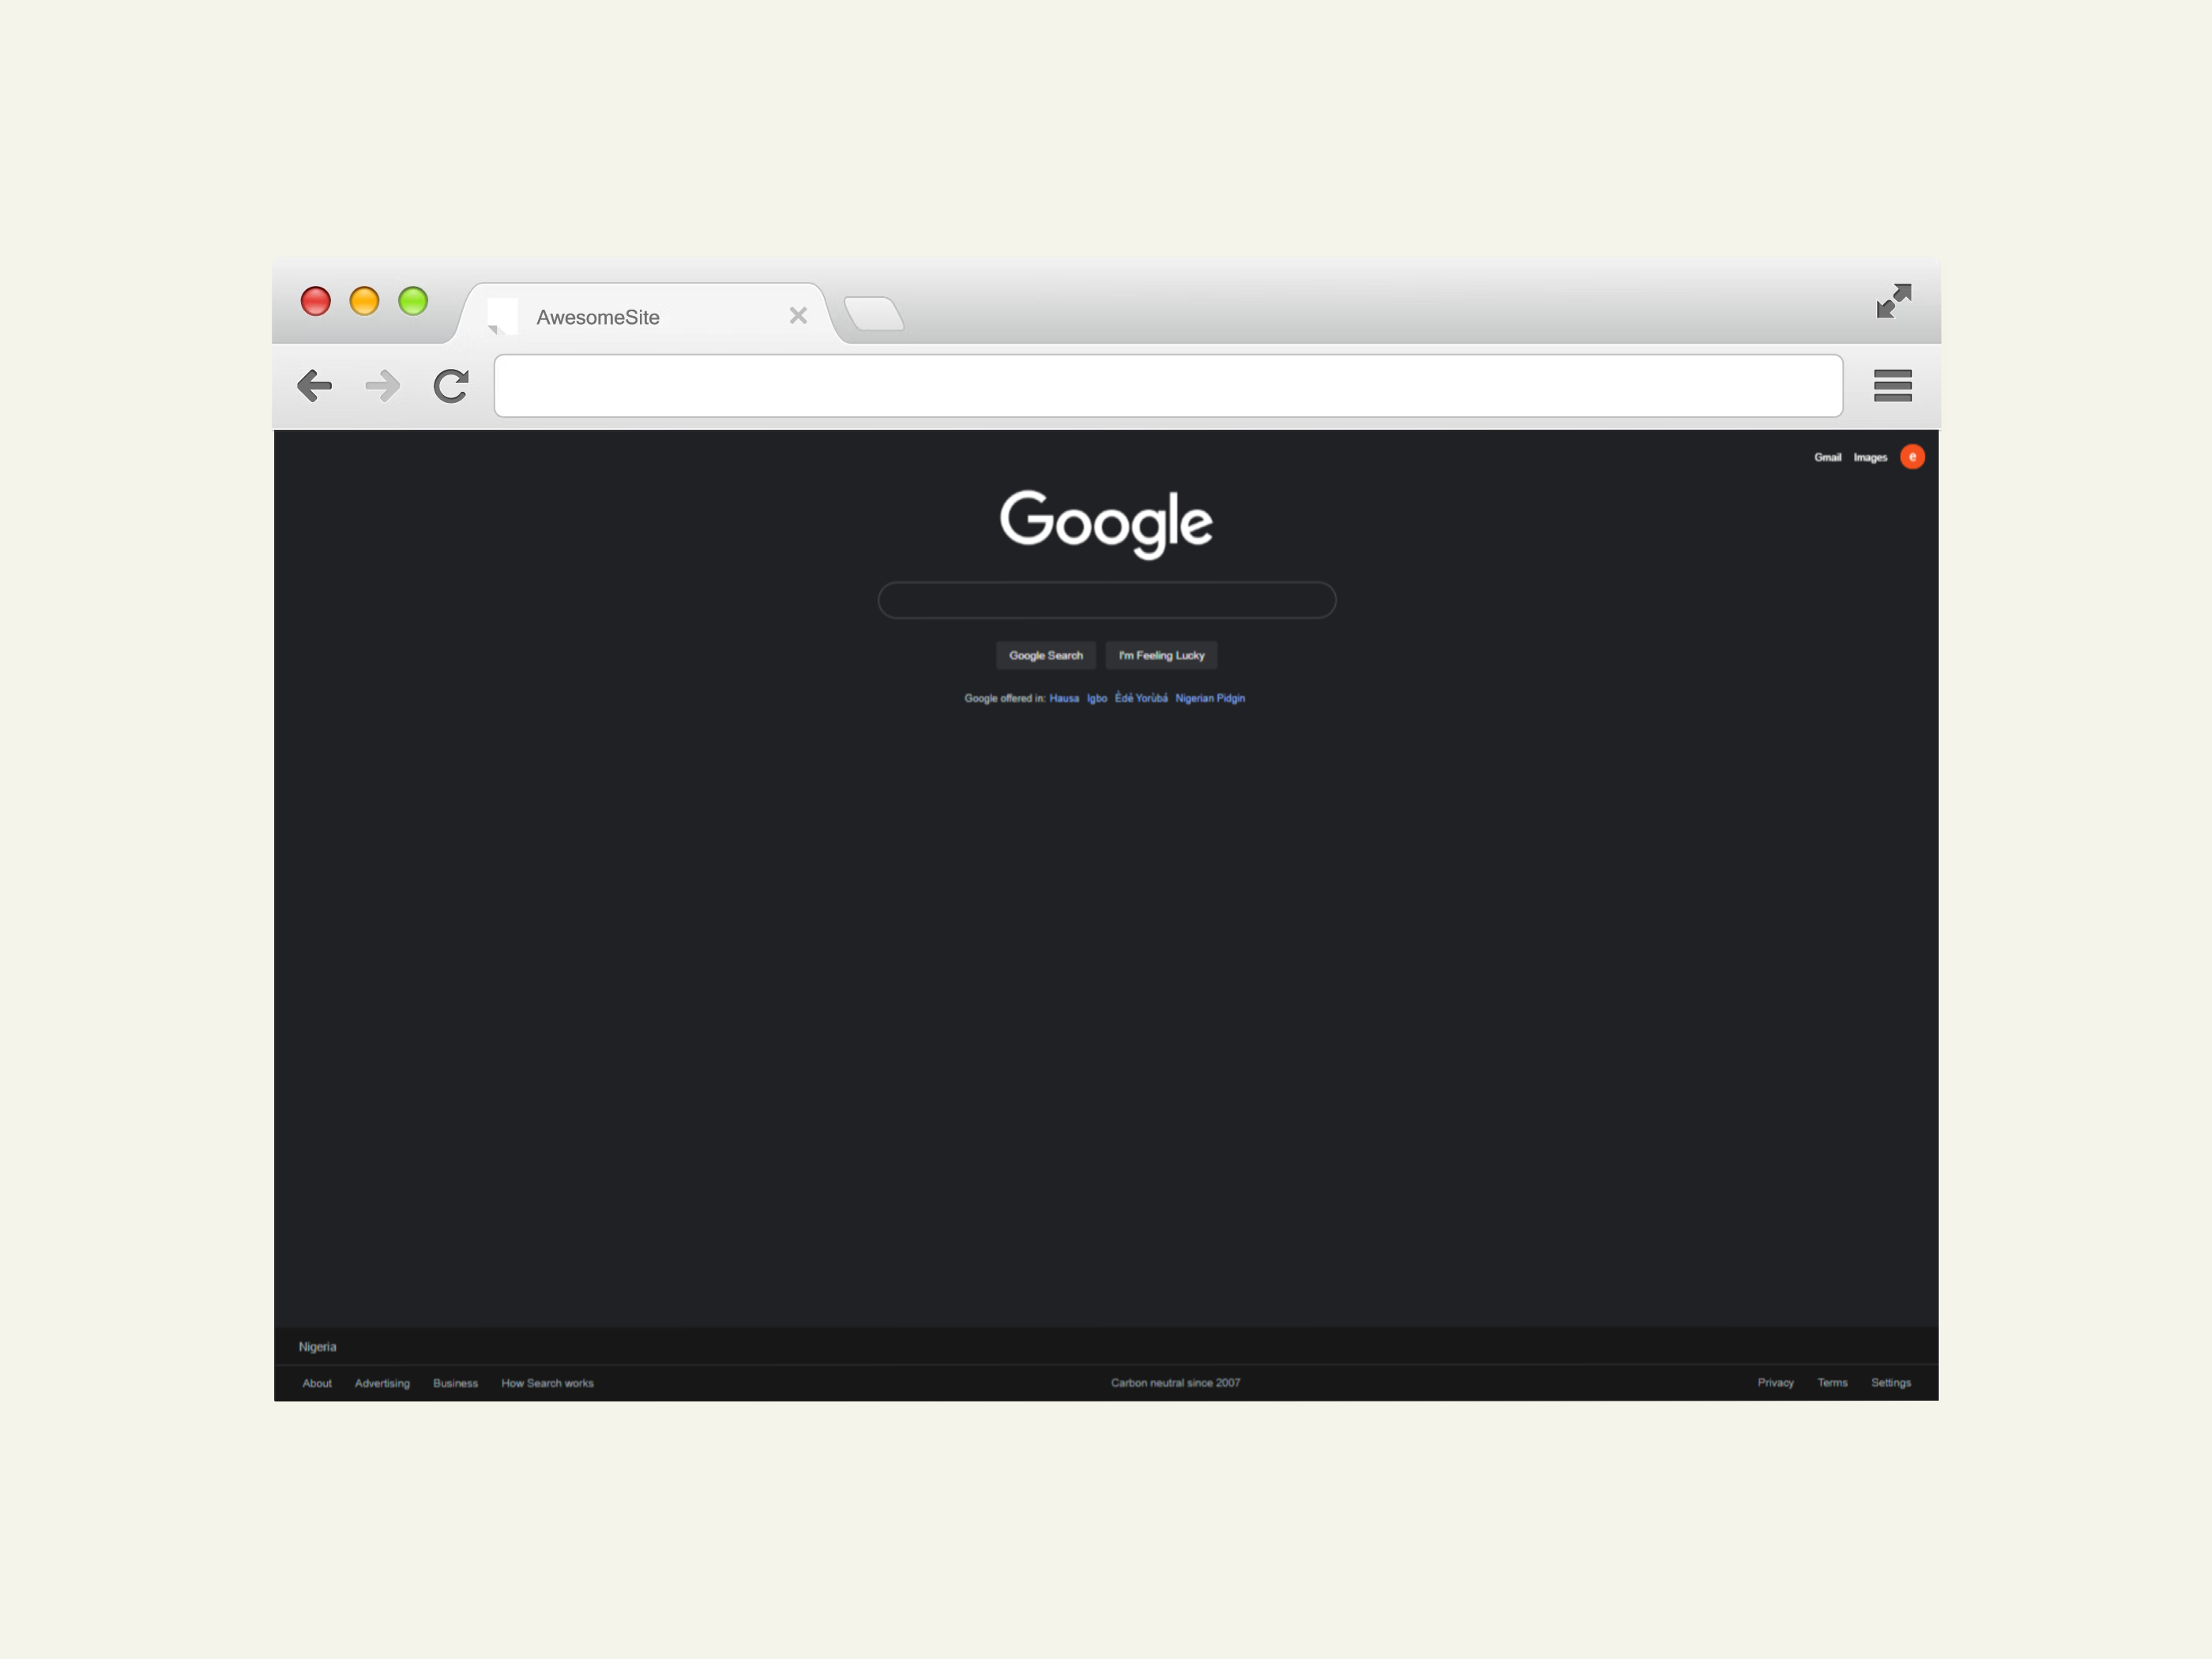 AwesomeSite
Gmail Images e
Google
Google Search I'm Feeling Lucky
Google offered in: Hausa Igbo Èdè Yorùbá Nigerian Pidgin
Nigeria
About Advertising Business How Search works Carbon neutral since 2007 Privacy Terms Settings